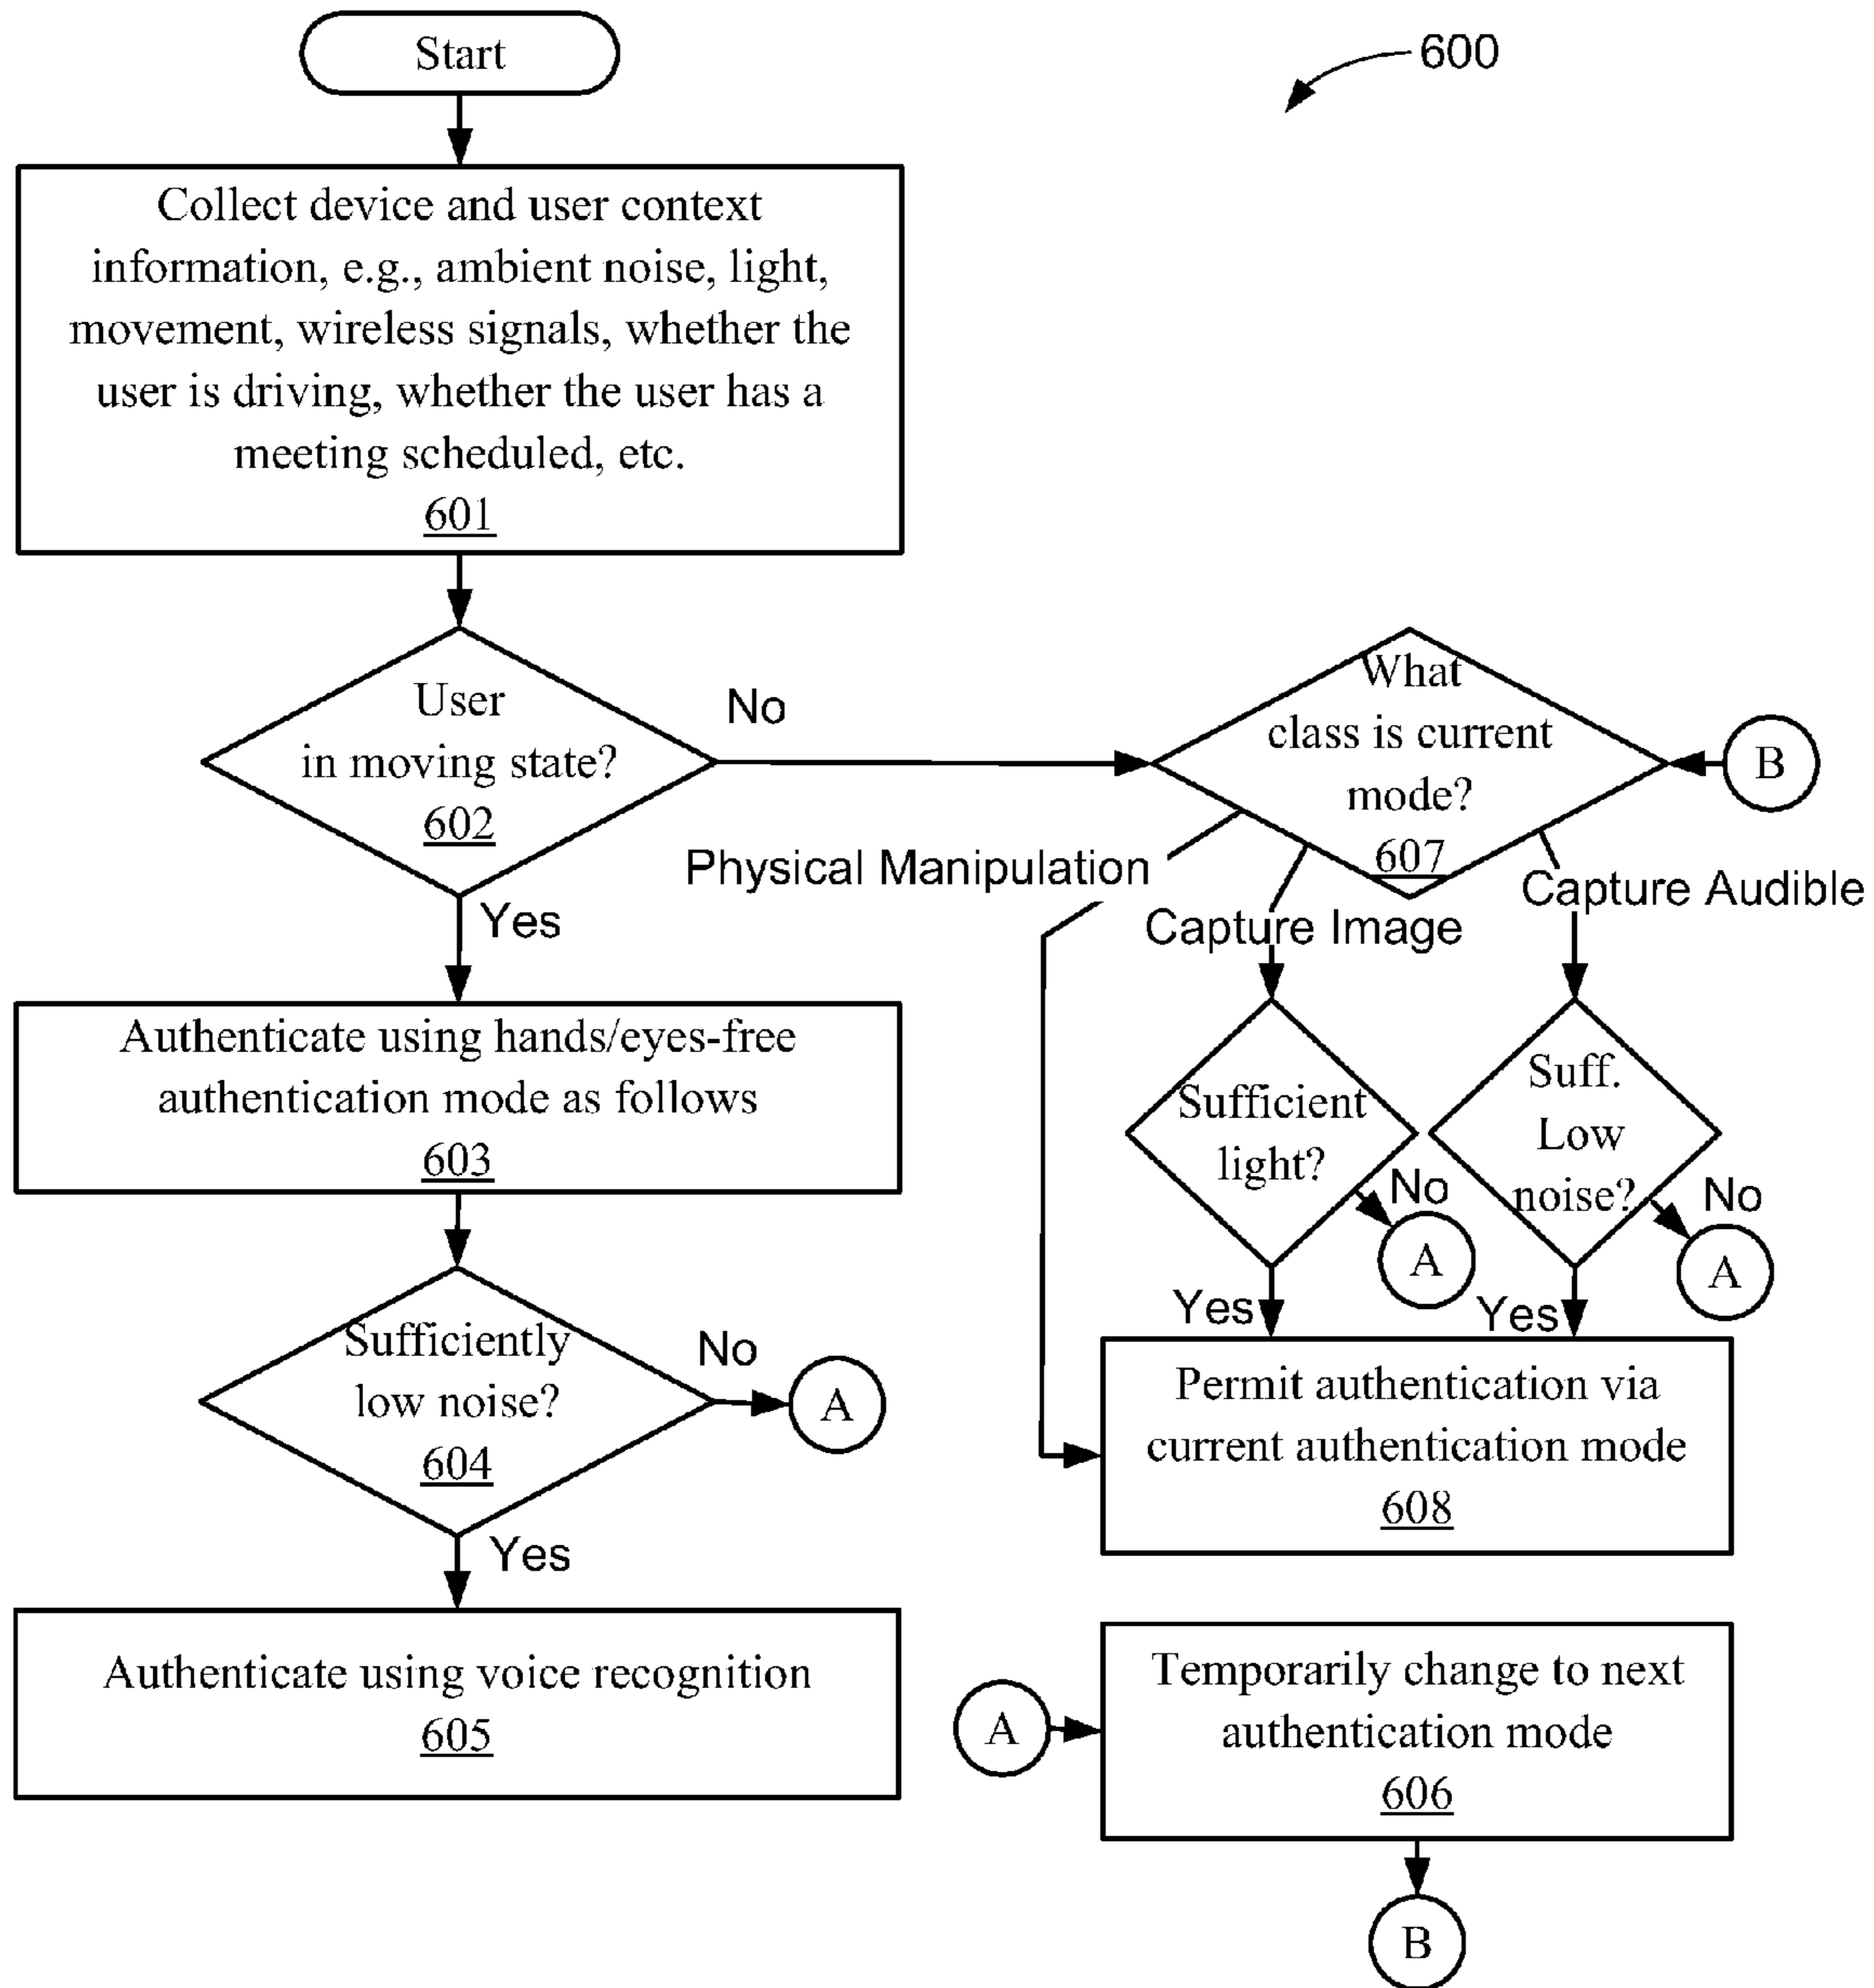 Start
600
Collect device and user context
information, e.g., ambient noise, light,
movement, wireless signals, whether the
user is driving, whether the user has a
meeting scheduled, etc.
601
User
in moving state?
602
No
Yes
What
class is current
mode?
607
B
Physical Manipulation
Capture Image
Capture Audible
Authenticate using hands/eyes-free
authentication mode as follows
603
Sufficient
light?
No
A
Yes
Suff.
Low
noise?
No
A
Yes
Sufficiently
low noise?
604
No
A
Yes
Permit authentication via
current authentication mode
608
Authenticate using voice recognition
605
A
Temporarily change to next
authentication mode
606
B